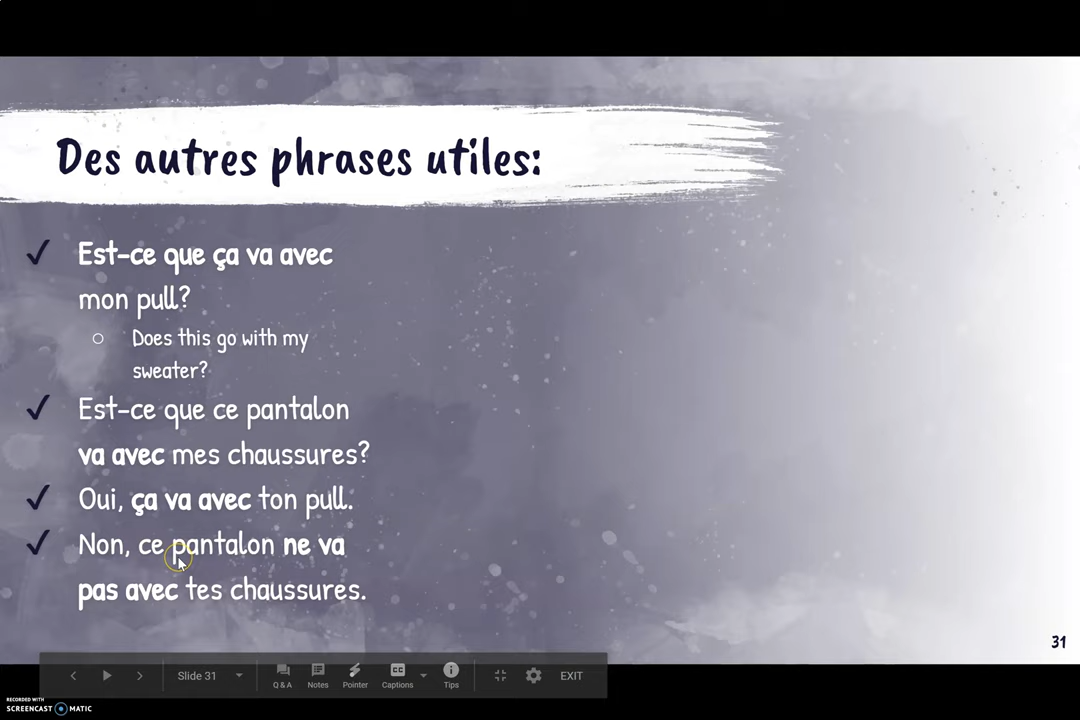 Des autres phrases utiles:
Est-ce que ça va avec
mon pull?
Does this go with my
sweater?
Est-ce que ce pantalon
va avec mes chaussures?
Oui, ça va avec ton pull.
Non, ce pantalon ne va
pas avec tes chaussures.
31
Slide 31
Q & A
Notes
Pointer
CC
Captions
Tips
EXIT
RECORDED WITH
SCREENCAST MATIC